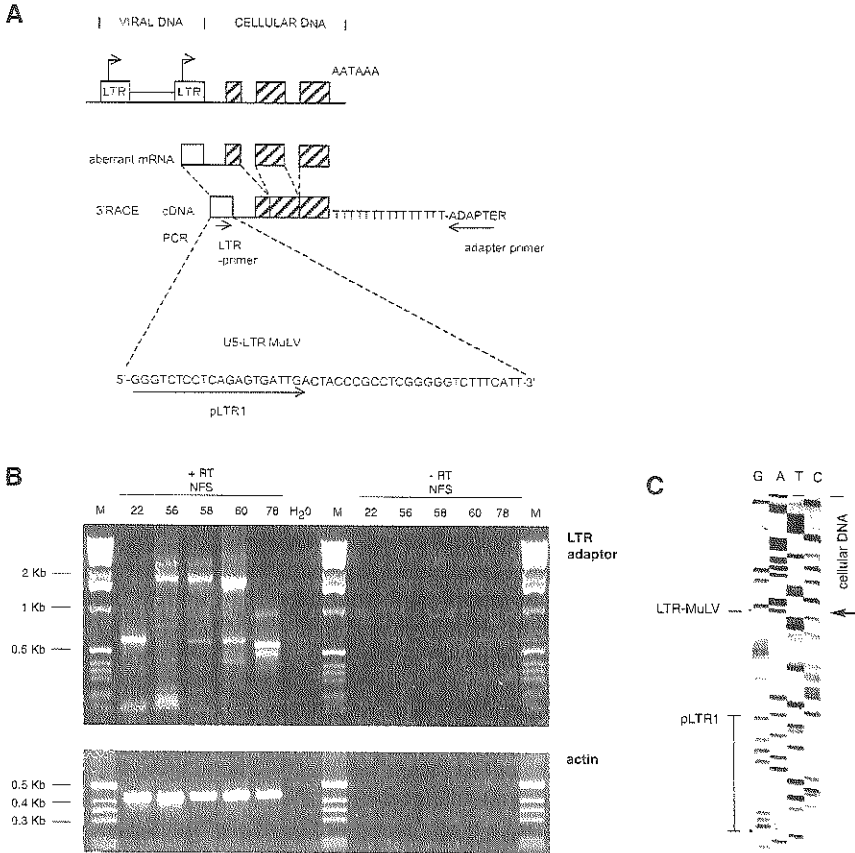 A
VIRAL DNA | CELLULAR DNA
AATAAA
LTR LTR
aberrant mRNA
3'RACE cDNA TTTTTTTTTTTTTTTT-ADAPTER
PCR LTR -primer adapter primer
U5-LTR MuLV
5'-GGGTCTCCTCAGAGTGATTGACTACCCGCCTCGGGGGTCTTTCATT-3'
pLTR1
B
+ RT - RT
NFS NFS
M 22 56 58 60 78 H2O M 22 56 58 60 78 M
LTR
adaptor
2 Kb
1 Kb
0.5 Kb
actin
0.5 Kb
0.4 Kb
0.3 Kb
C
G A T C
cellular DNA
LTR-MuLV
pLTR1